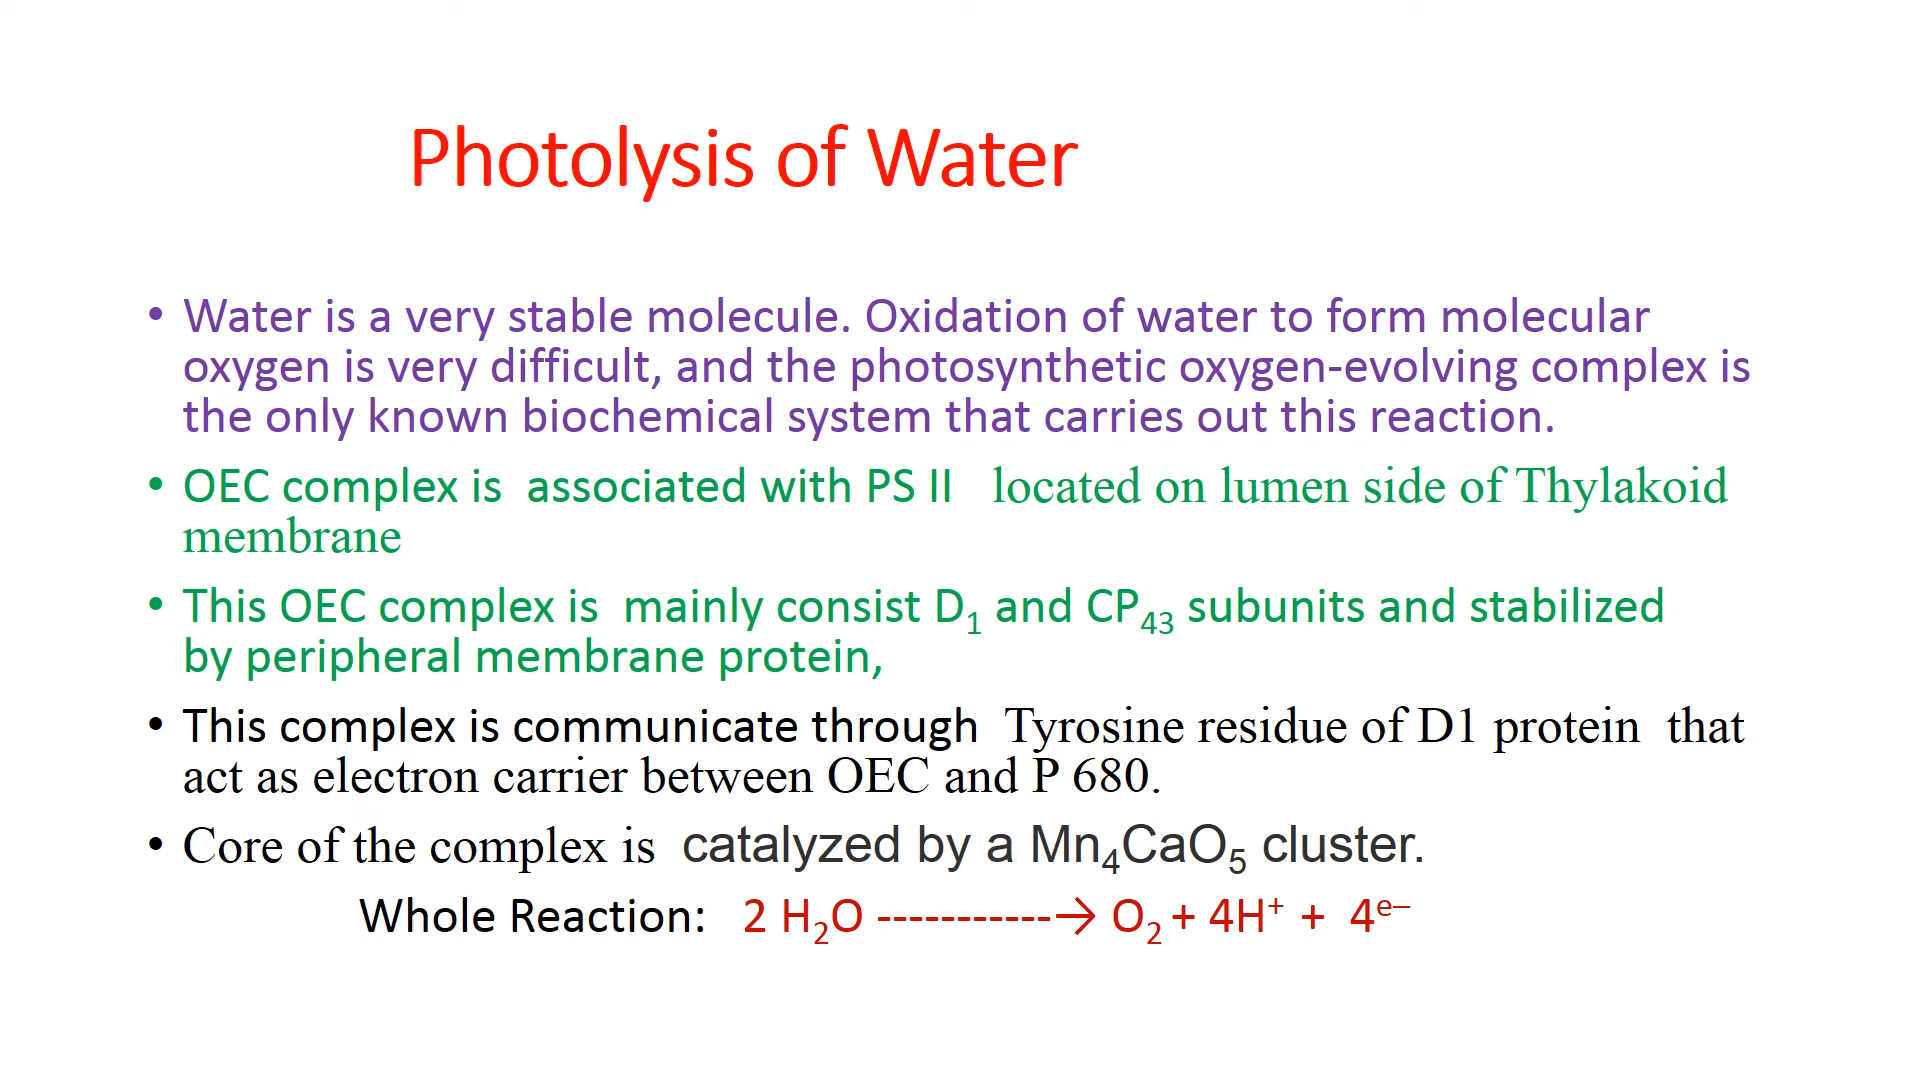 Photolysis of Water
• Water is a very stable molecule. Oxidation of water to form molecular
oxygen is very difficult, and the photosynthetic oxygen-evolving complex is
the only known biochemical system that carries out this reaction.
• OEC complex is associated with PS II located on lumen side of Thylakoid
membrane
• This OEC complex is mainly consist D₁ and CP₄₃ subunits and stabilized
by peripheral membrane protein,
• This complex is communicate through Tyrosine residue of D1 protein that
act as electron carrier between OEC and P 680.
• Core of the complex is catalyzed by a Mn₄CaO₅ cluster.
Whole Reaction: 2 H₂O -----------→ O₂ + 4H⁺ + 4ᵉ⁻